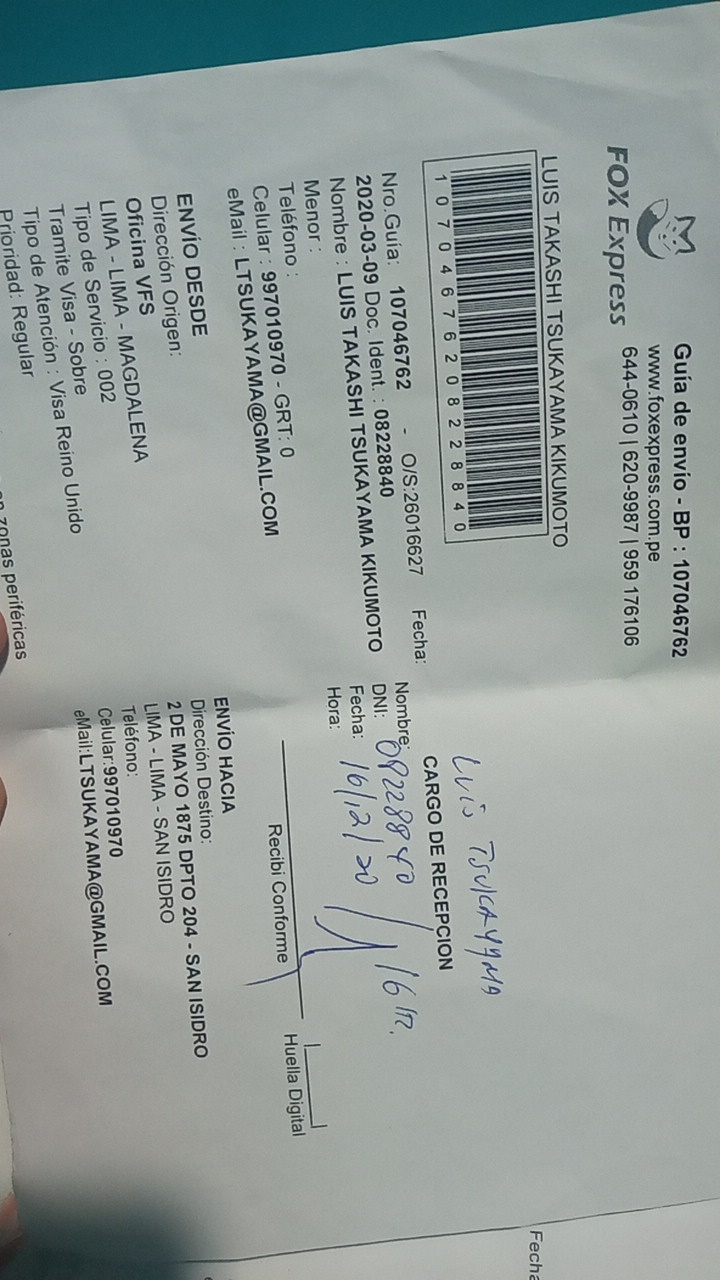 FOX Express
Guía de envío - BP : 107046762
www.foxexpress.com.pe
644-0610 | 620-9987 | 959 176106
LUIS TAKASHI TSUKAYAMA KIKUMOTO
10704676208228840
Nro.Guía: 107046762 - O/S:26016627 Fecha:
2020-03-09 Doc. Ident. : 08228840
Nombre : LUIS TAKASHI TSUKAYAMA KIKUMOTO
Menor :
Teléfono :
Celular : 997010970 - GRT: 0
eMail : LTSUKAYAMA@GMAIL.COM
ENVÍO DESDE
Dirección Origen:
Oficina VFS
LIMA - LIMA - MAGDALENA
Tipo de Servicio : 002
Tramite Visa - Sobre
Tipo de Atención : Visa Reino Unido
Prioridad: Regular
en zonas periféricas
LUIS TSUKAYAMA
CARGO DE RECEPCION
Nombre:
DNI: 08228840
Fecha: 16/12/20
Hora: 16 m.
Recibí Conforme
Huella Digital
ENVÍO HACIA
Dirección Destino:
2 DE MAYO 1875 DPTO 204 - SAN ISIDRO
LIMA - LIMA - SAN ISIDRO
Teléfono:
Celular:997010970
eMail:LTSUKAYAMA@GMAIL.COM
Fecha